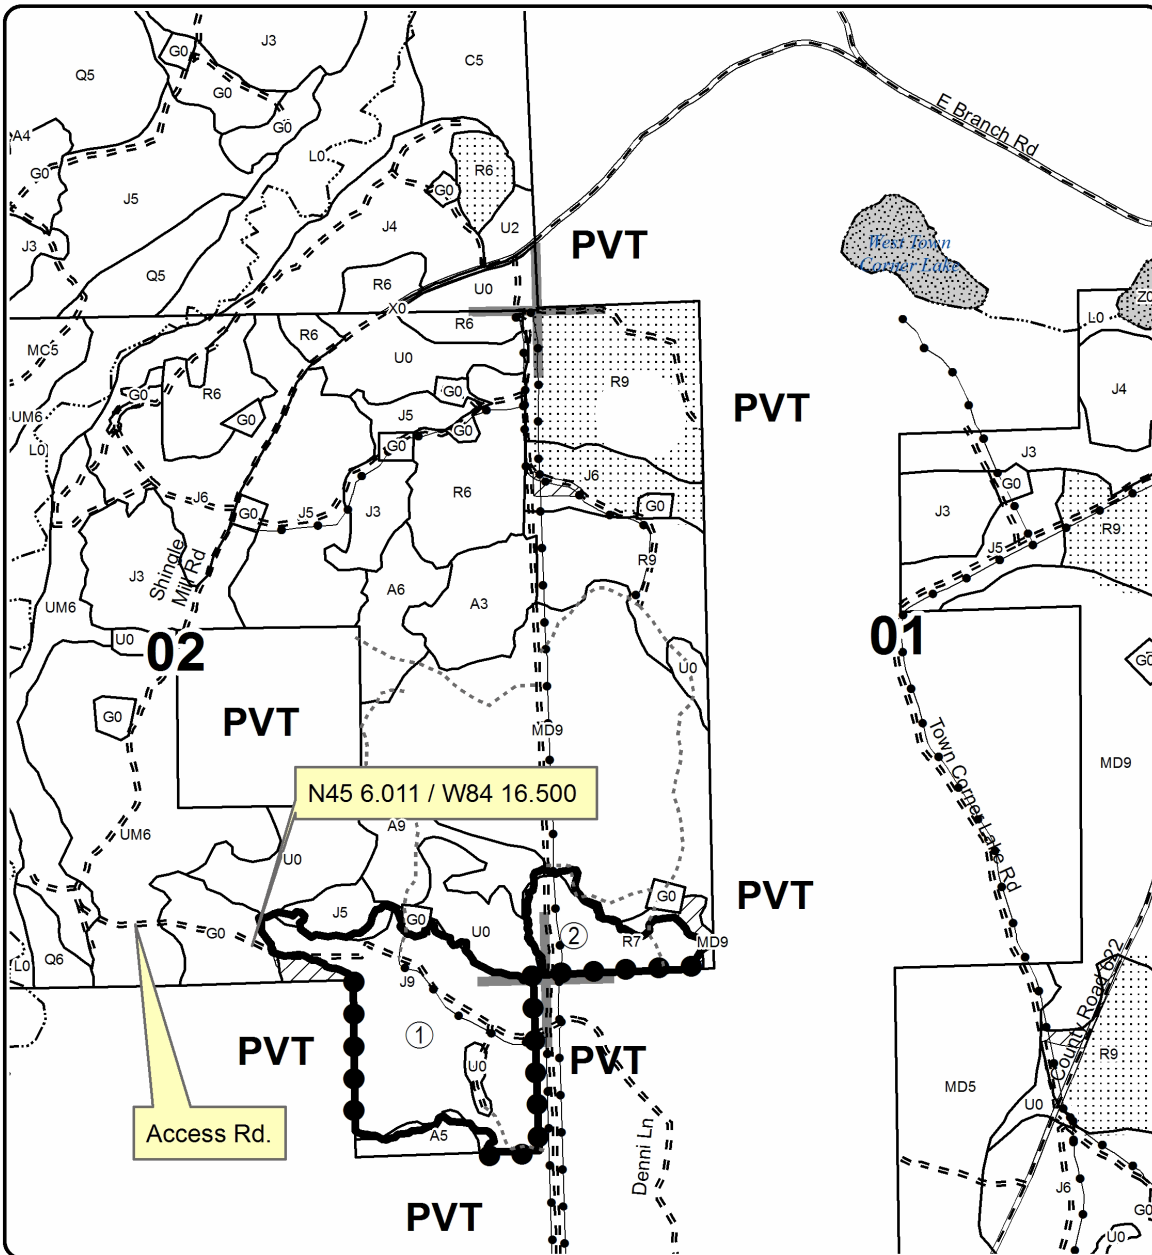 J3
G0
C5
Q5
G0
G0
A4
L0
G0
R6
G0
J5
U2
J4
J3
E Branch Rd
PVT
West Town
Corner Lake
Q5
R6
U0
X0
Z0
L0
R6
R6
MC5
U0
R9
J4
G0
G0
R6
PVT
J5
UM6
G0
G0
G0
L0
J3
J6
G0
R6
J6
G0
J5
J3
G0
J3
R9
J5
Shingle
Mill Rd
J3
R9
A6
A3
UM6
U0
02
01
U0
G0
G0
PVT
MD9
Town Corner Lake Rd
MD9
N45 6.011 / W84 16.500
A9
UM6
U0
PVT
G0
J5
G0
G0
U0
2
R7
MD9
Q6
L0
J9
County Road 622
1
PVT
PVT
R9
U0
MD5
U0
Access Rd.
A5
Denni Ln
J6
PVT
G0
U0